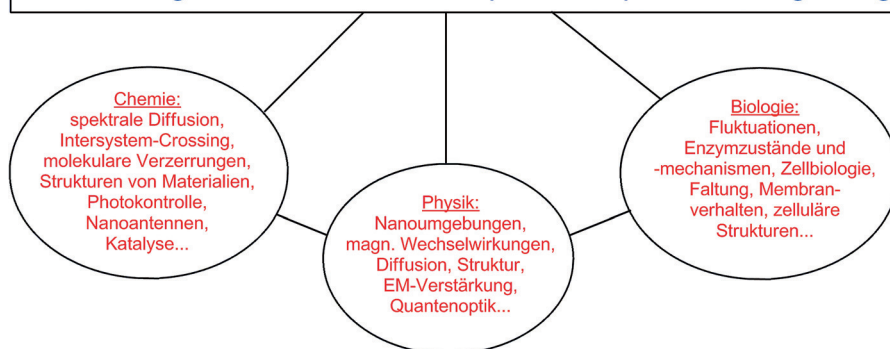 Chemie:
spektrale Diffusion,
Intersystem-Crossing,
molekulare Verzerrungen,
Strukturen von Materialien,
Photokontrolle,
Nanoantennen,
Katalyse...
Physik:
Nanoumgebungen,
magn. Wechselwirkungen,
Diffusion, Struktur,
EM-Verstärkung,
Quantenoptik...
Biologie:
Fluktuationen,
Enzymzustände und
-mechanismen, Zellbiologie,
Faltung, Membran-
verhalten, zelluläre
Strukturen...